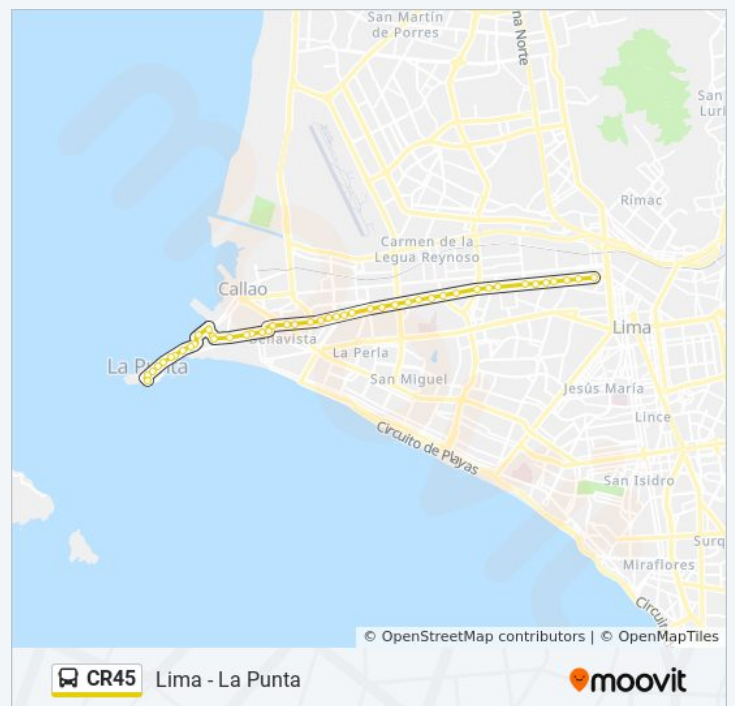 San Martín
de Porres
na Norte
San
Luri
Rímac
Carmen de la
Legua Reynoso
Callao
Lima
Bellavista
La Perla
La Punta
San Miguel
Jesús María
Lince
Circuito de Playas
San Isidro
Surq
Miraflores
Circuit
© OpenStreetMap contributors | © OpenMapTiles
CR45 Lima - La Punta
moovit